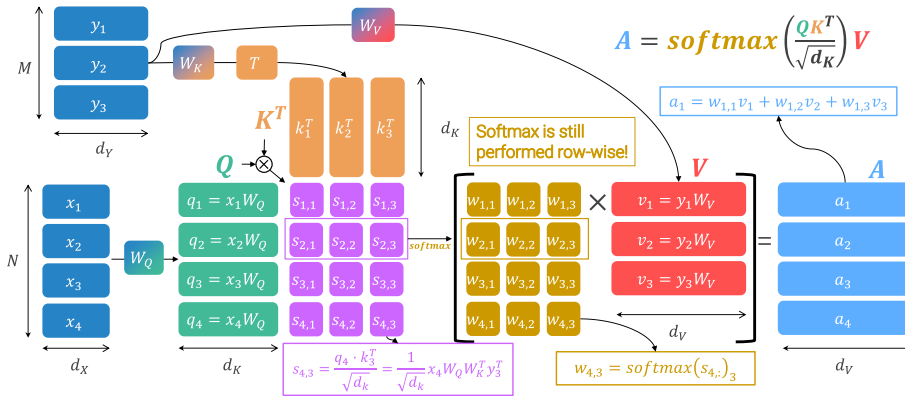 y_1
y_2
y_3
M
d_Y
W_K
T
W_V
A = softmax(QK^T/√d_K) V
a_1 = w_{1,1}v_1 + w_{1,2}v_2 + w_{1,3}v_3
K^T
k_1^T k_2^T k_3^T
d_K
Softmax is still
performed row-wise!
Q
⊗
V
A
x_1
x_2
x_3
x_4
N
d_X
W_Q
q_1 = x_1W_Q
q_2 = x_2W_Q
q_3 = x_3W_Q
q_4 = x_4W_Q
d_K
s_{1,1} s_{1,2} s_{1,3}
s_{2,1} s_{2,2} s_{2,3}
s_{3,1} s_{3,2} s_{3,3}
s_{4,1} s_{4,2} s_{4,3}
softmax
[
w_{1,1} w_{1,2} w_{1,3}
w_{2,1} w_{2,2} w_{2,3}
w_{3,1} w_{3,2} w_{3,3}
w_{4,1} w_{4,2} w_{4,3}
×
v_1 = y_1W_V
v_2 = y_2W_V
v_3 = y_3W_V
d_V
]
=
a_1
a_2
a_3
a_4
d_V
s_{4,3} = q_4 · k_3^T/√d_k = 1/√d_k x_4W_QW_K^Ty_3^T
w_{4,3} = softmax(s_{4,:})_3